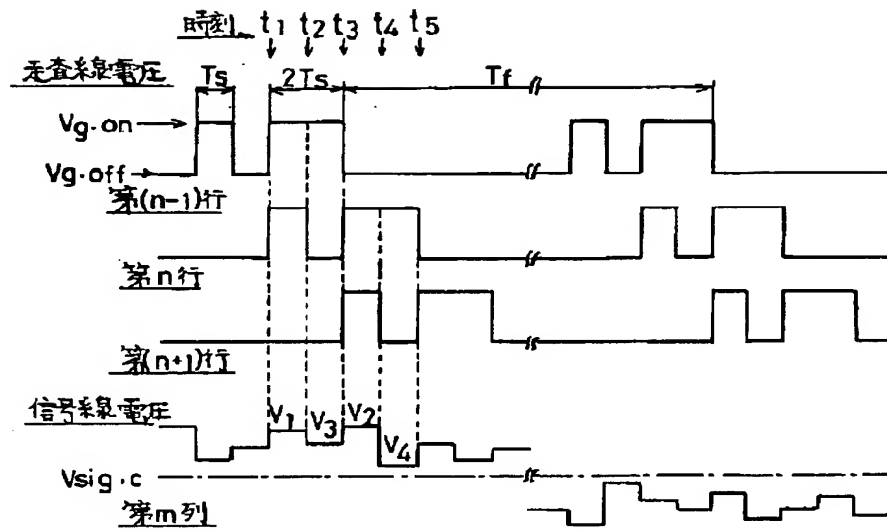 時刻 t1 t2 t3 t4 t5
走査線電圧 Ts 2Ts Tf
Vg·on
Vg·off
第(n-1)行
第n行
第(n+1)行
信号線電圧 V1 V3 V2 V4
Vsig·c
第m列